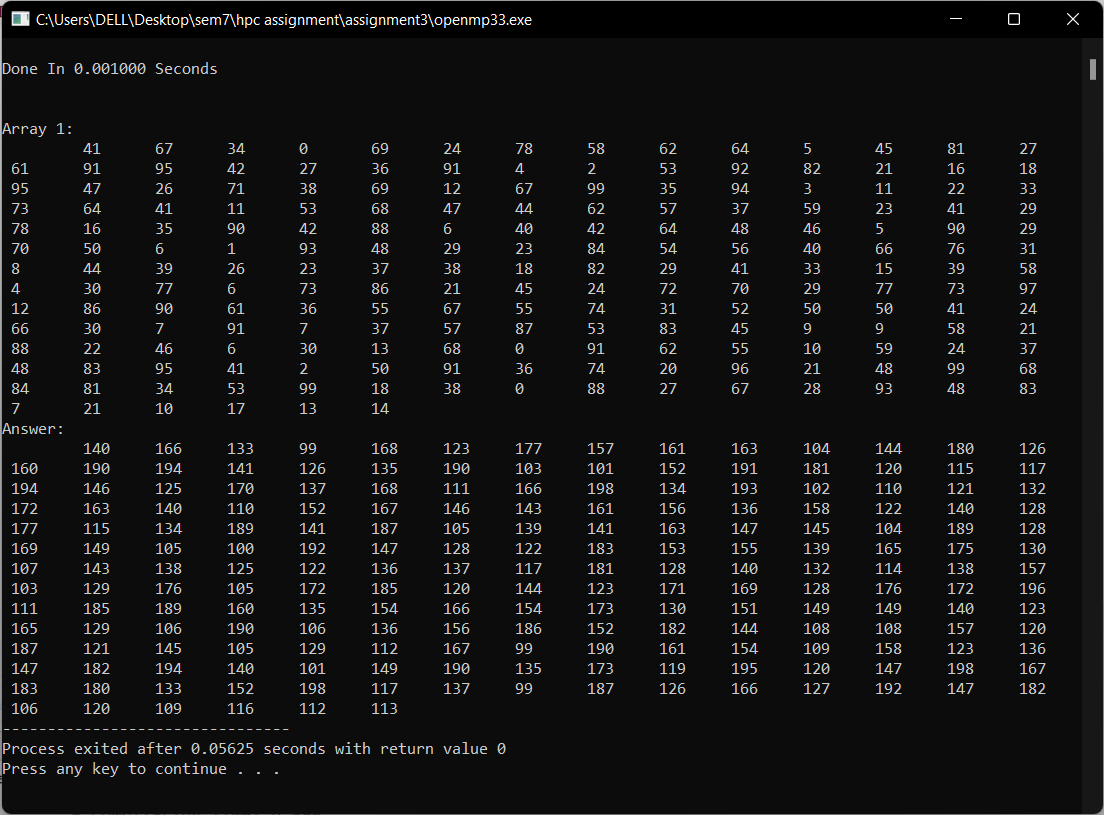 C:\Users\DELL\Desktop\sem7\hpc assignment\assignment3\openmp33.exe
Done In 0.001000 Seconds
Array 1:
41 67 34 0 69 24 78 58 62 64 5 45 81 27
61 91 95 42 27 36 91 4 2 53 92 82 21 16 18
95 47 26 71 38 69 12 67 99 35 94 3 11 22 33
73 64 41 11 53 68 47 44 62 57 37 59 23 41 29
78 16 35 90 42 88 6 40 42 64 48 46 5 90 29
70 50 6 1 93 48 29 23 84 54 56 40 66 76 31
8 44 39 26 23 37 38 18 82 29 41 33 15 39 58
4 30 77 6 73 86 21 45 24 72 70 29 77 73 97
12 86 90 61 36 55 67 55 74 31 52 50 50 41 24
66 30 7 91 7 37 57 87 53 83 45 9 9 58 21
88 22 46 6 30 13 68 0 91 62 55 10 59 24 37
48 83 95 41 2 50 91 36 74 20 96 21 48 99 68
84 81 34 53 99 18 38 0 88 27 67 28 93 48 83
7 21 10 17 13 14
Answer:
140 166 133 99 168 123 177 157 161 163 104 144 180 126
160 190 194 141 126 135 190 103 101 152 191 181 120 115 117
194 146 125 170 137 168 111 166 198 134 193 102 110 121 132
172 163 140 110 152 167 146 143 161 156 136 158 122 140 128
177 115 134 189 141 187 105 139 141 163 147 145 104 189 128
169 149 105 100 192 147 128 122 183 153 155 139 165 175 130
107 143 138 125 122 136 137 117 181 128 140 132 114 138 157
103 129 176 105 172 185 120 144 123 171 169 128 176 172 196
111 185 189 160 135 154 166 154 173 130 151 149 149 140 123
165 129 106 190 106 136 156 186 152 182 144 108 108 157 120
187 121 145 105 129 112 167 99 190 161 154 109 158 123 136
147 182 194 140 101 149 190 135 173 119 195 120 147 198 167
183 180 133 152 198 117 137 99 187 126 166 127 192 147 182
106 120 109 116 112 113
--------------------------------
Process exited after 0.05625 seconds with return value 0
Press any key to continue . . .